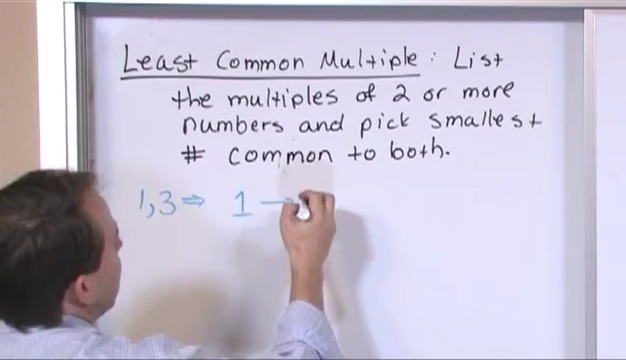 Least Common Multiple : List
the multiples of 2 or more
numbers and pick smallest
# common to both.
1,3 ⇒ 1 →